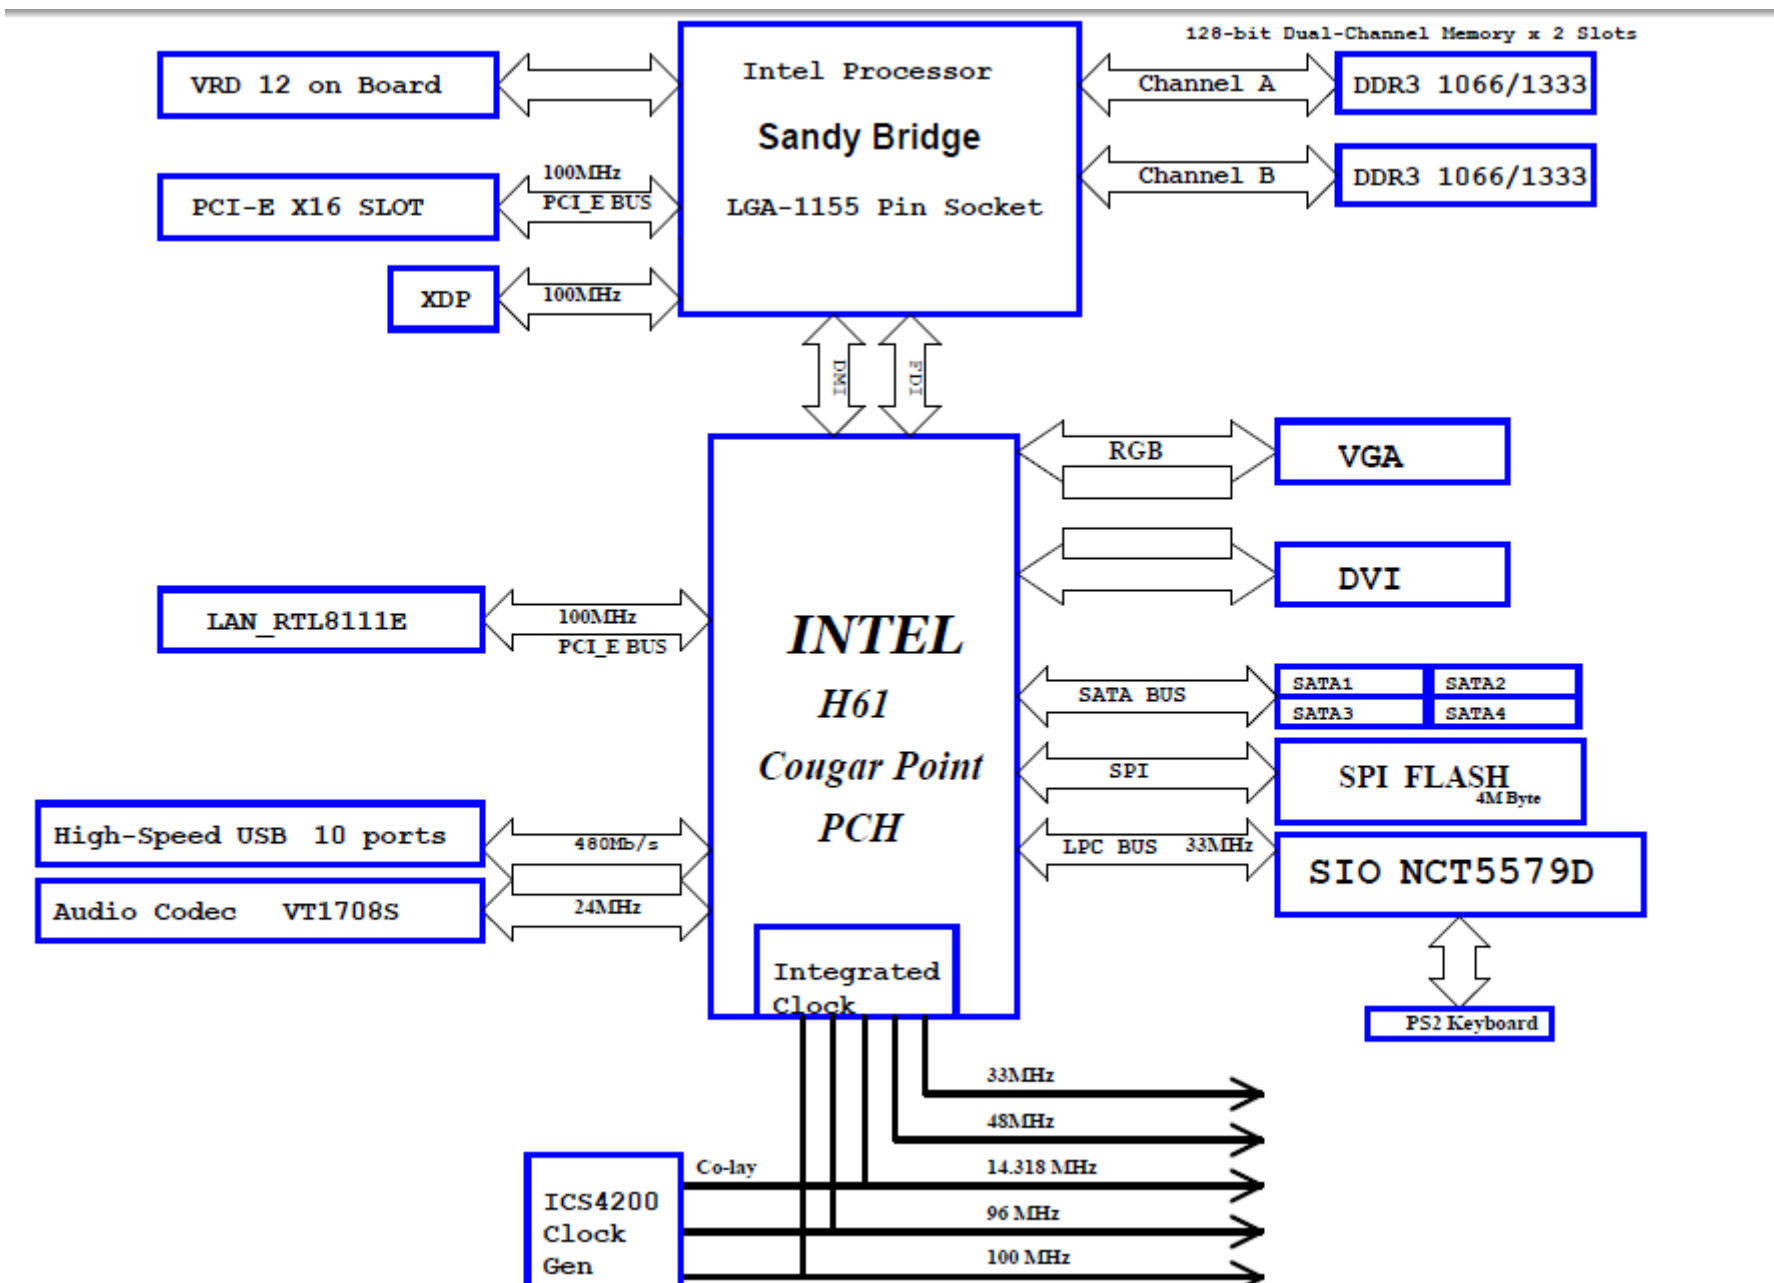 128-bit Dual-Channel Memory x 2 Slots
VRD 12 on Board
Intel Processor
Sandy Bridge
LGA-1155 Pin Socket
Channel A
DDR3 1066/1333
Channel B
DDR3 1066/1333
100MHz
PCI_E BUS
PCI-E X16 SLOT
XDP
100MHz
DMI
FDI
RGB
VGA
DVI
LAN_RTL8111E
100MHz
PCI_E BUS
INTEL
H61
Cougar Point
PCH
SATA BUS
SATA1
SATA2
SATA3
SATA4
SPI
SPI FLASH
4M Byte
High-Speed USB 10 ports
480Mb/s
LPC BUS 33MHz
SIO NCT5579D
Audio Codec VT1708S
24MHz
Integrated
Clock
PS2 Keyboard
33MHz
48MHz
Co-lay
14.318 MHz
96 MHz
100 MHz
ICS4200
Clock
Gen